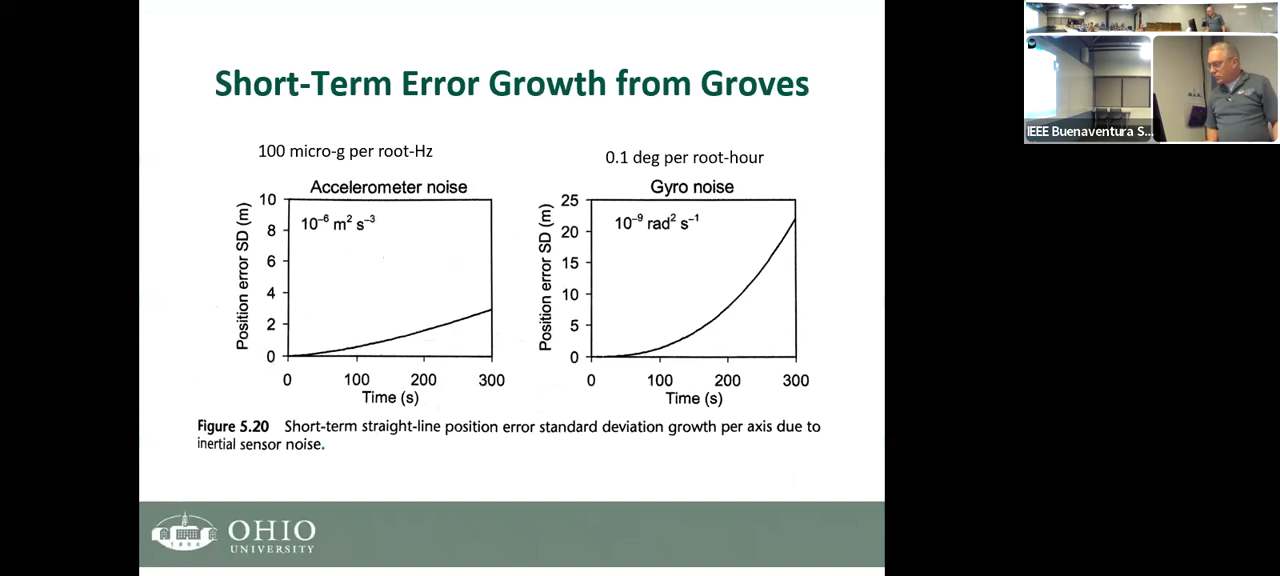 Short-Term Error Growth from Groves
100 micro-g per root-Hz
0.1 deg per root-hour
Accelerometer noise
10⁻⁶ m² s⁻³
Position error SD (m)
10
8
6
4
2
0
0 100 200 300
Time (s)
Gyro noise
10⁻⁹ rad² s⁻¹
Position error SD (m)
25
20
15
10
5
0
0 100 200 300
Time (s)
Figure 5.20 Short-term straight-line position error standard deviation growth per axis due to
inertial sensor noise.
OHIO
UNIVERSITY
1804
IEEE Buenaventura S...